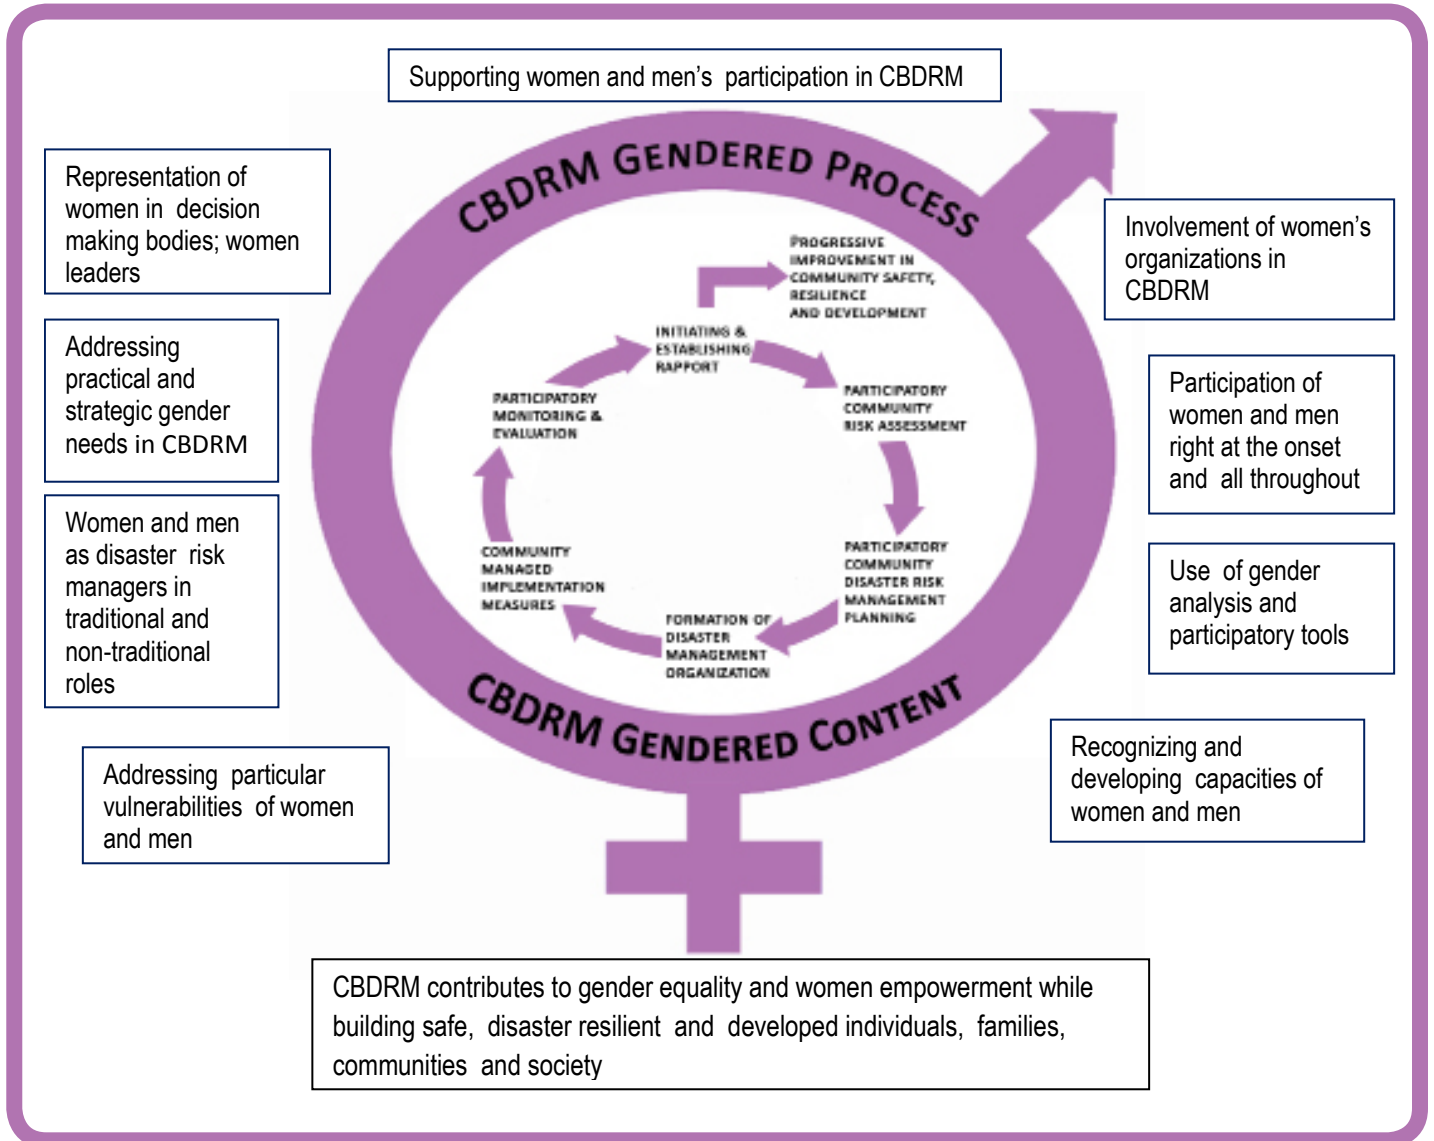 Supporting women and men’s participation in CBDRM
CBDRM GENDERED PROCESS
Representation of
women in decision
making bodies; women
leaders
Addressing
practical and
strategic gender
needs in CBDRM
Women and men
as disaster risk
managers in
traditional and
non-traditional
roles
Addressing particular
vulnerabilities of women
and men
PROGRESSIVE
IMPROVEMENT IN
COMMUNITY SAFETY,
RESILIENCE
AND DEVELOPMENT
INITIATING &
ESTABLISHING
RAPPORT
PARTICIPATORY
COMMUNITY
RISK ASSESSMENT
PARTICIPATORY
COMMUNITY
DISASTER RISK
MANAGEMENT
PLANNING
FORMATION OF
DISASTER
MANAGEMENT
ORGANIZATION
COMMUNITY
MANAGED
IMPLEMENTATION
MEASURES
PARTICIPATORY
MONITORING &
EVALUATION
Involvement of women’s
organizations in
CBDRM
Participation of
women and men
right at the onset
and all throughout
Use of gender
analysis and
participatory tools
Recognizing and
developing capacities of
women and men
CBDRM GENDERED CONTENT
CBDRM contributes to gender equality and women empowerment while
building safe, disaster resilient and developed individuals, families,
communities and society